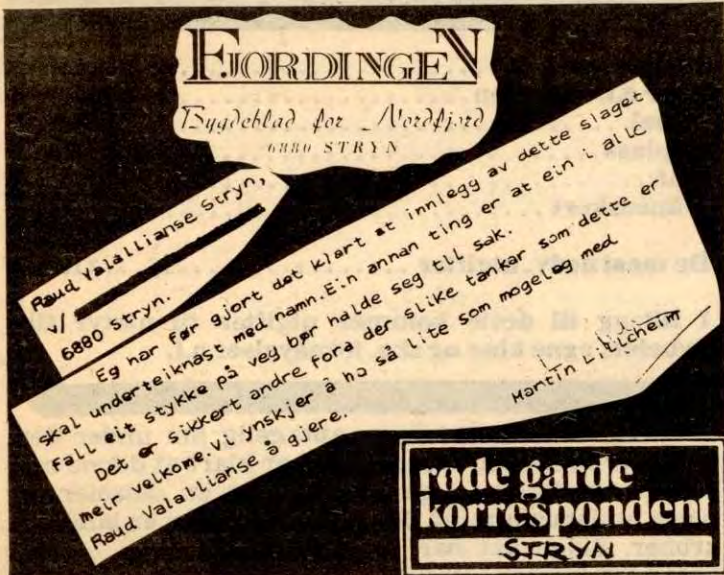 FJORDINGEN
Bygdeblad for Nordfjord
6880 STRYN
Raud Valallianse Stryn,
v/
6880 Stryn.
Eg har før gjort det klart at innlegg av dette slaget
skal underteiknast med namn. Ein annan ting er at ein i allC
fall eit stykke på veg bør halde seg til sak.
Det er sikkert andre fora der slike tankar som dette er
meir velkome. Vi ynskjer å ha så lite som mogeleg med
Raud Valallianse å gjere.
Martin
røde garde
korrespondent
STRYN